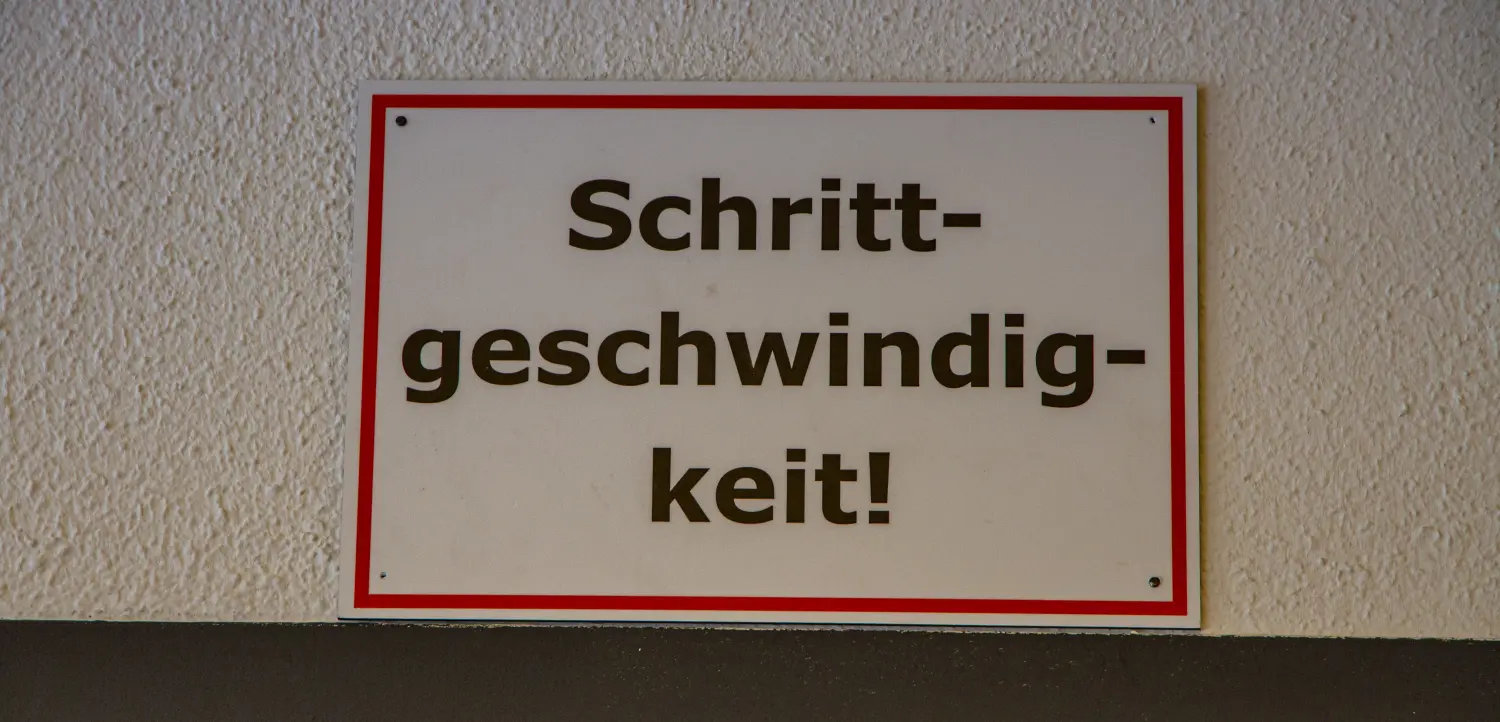 Schritt-
geschwindig-
keit!